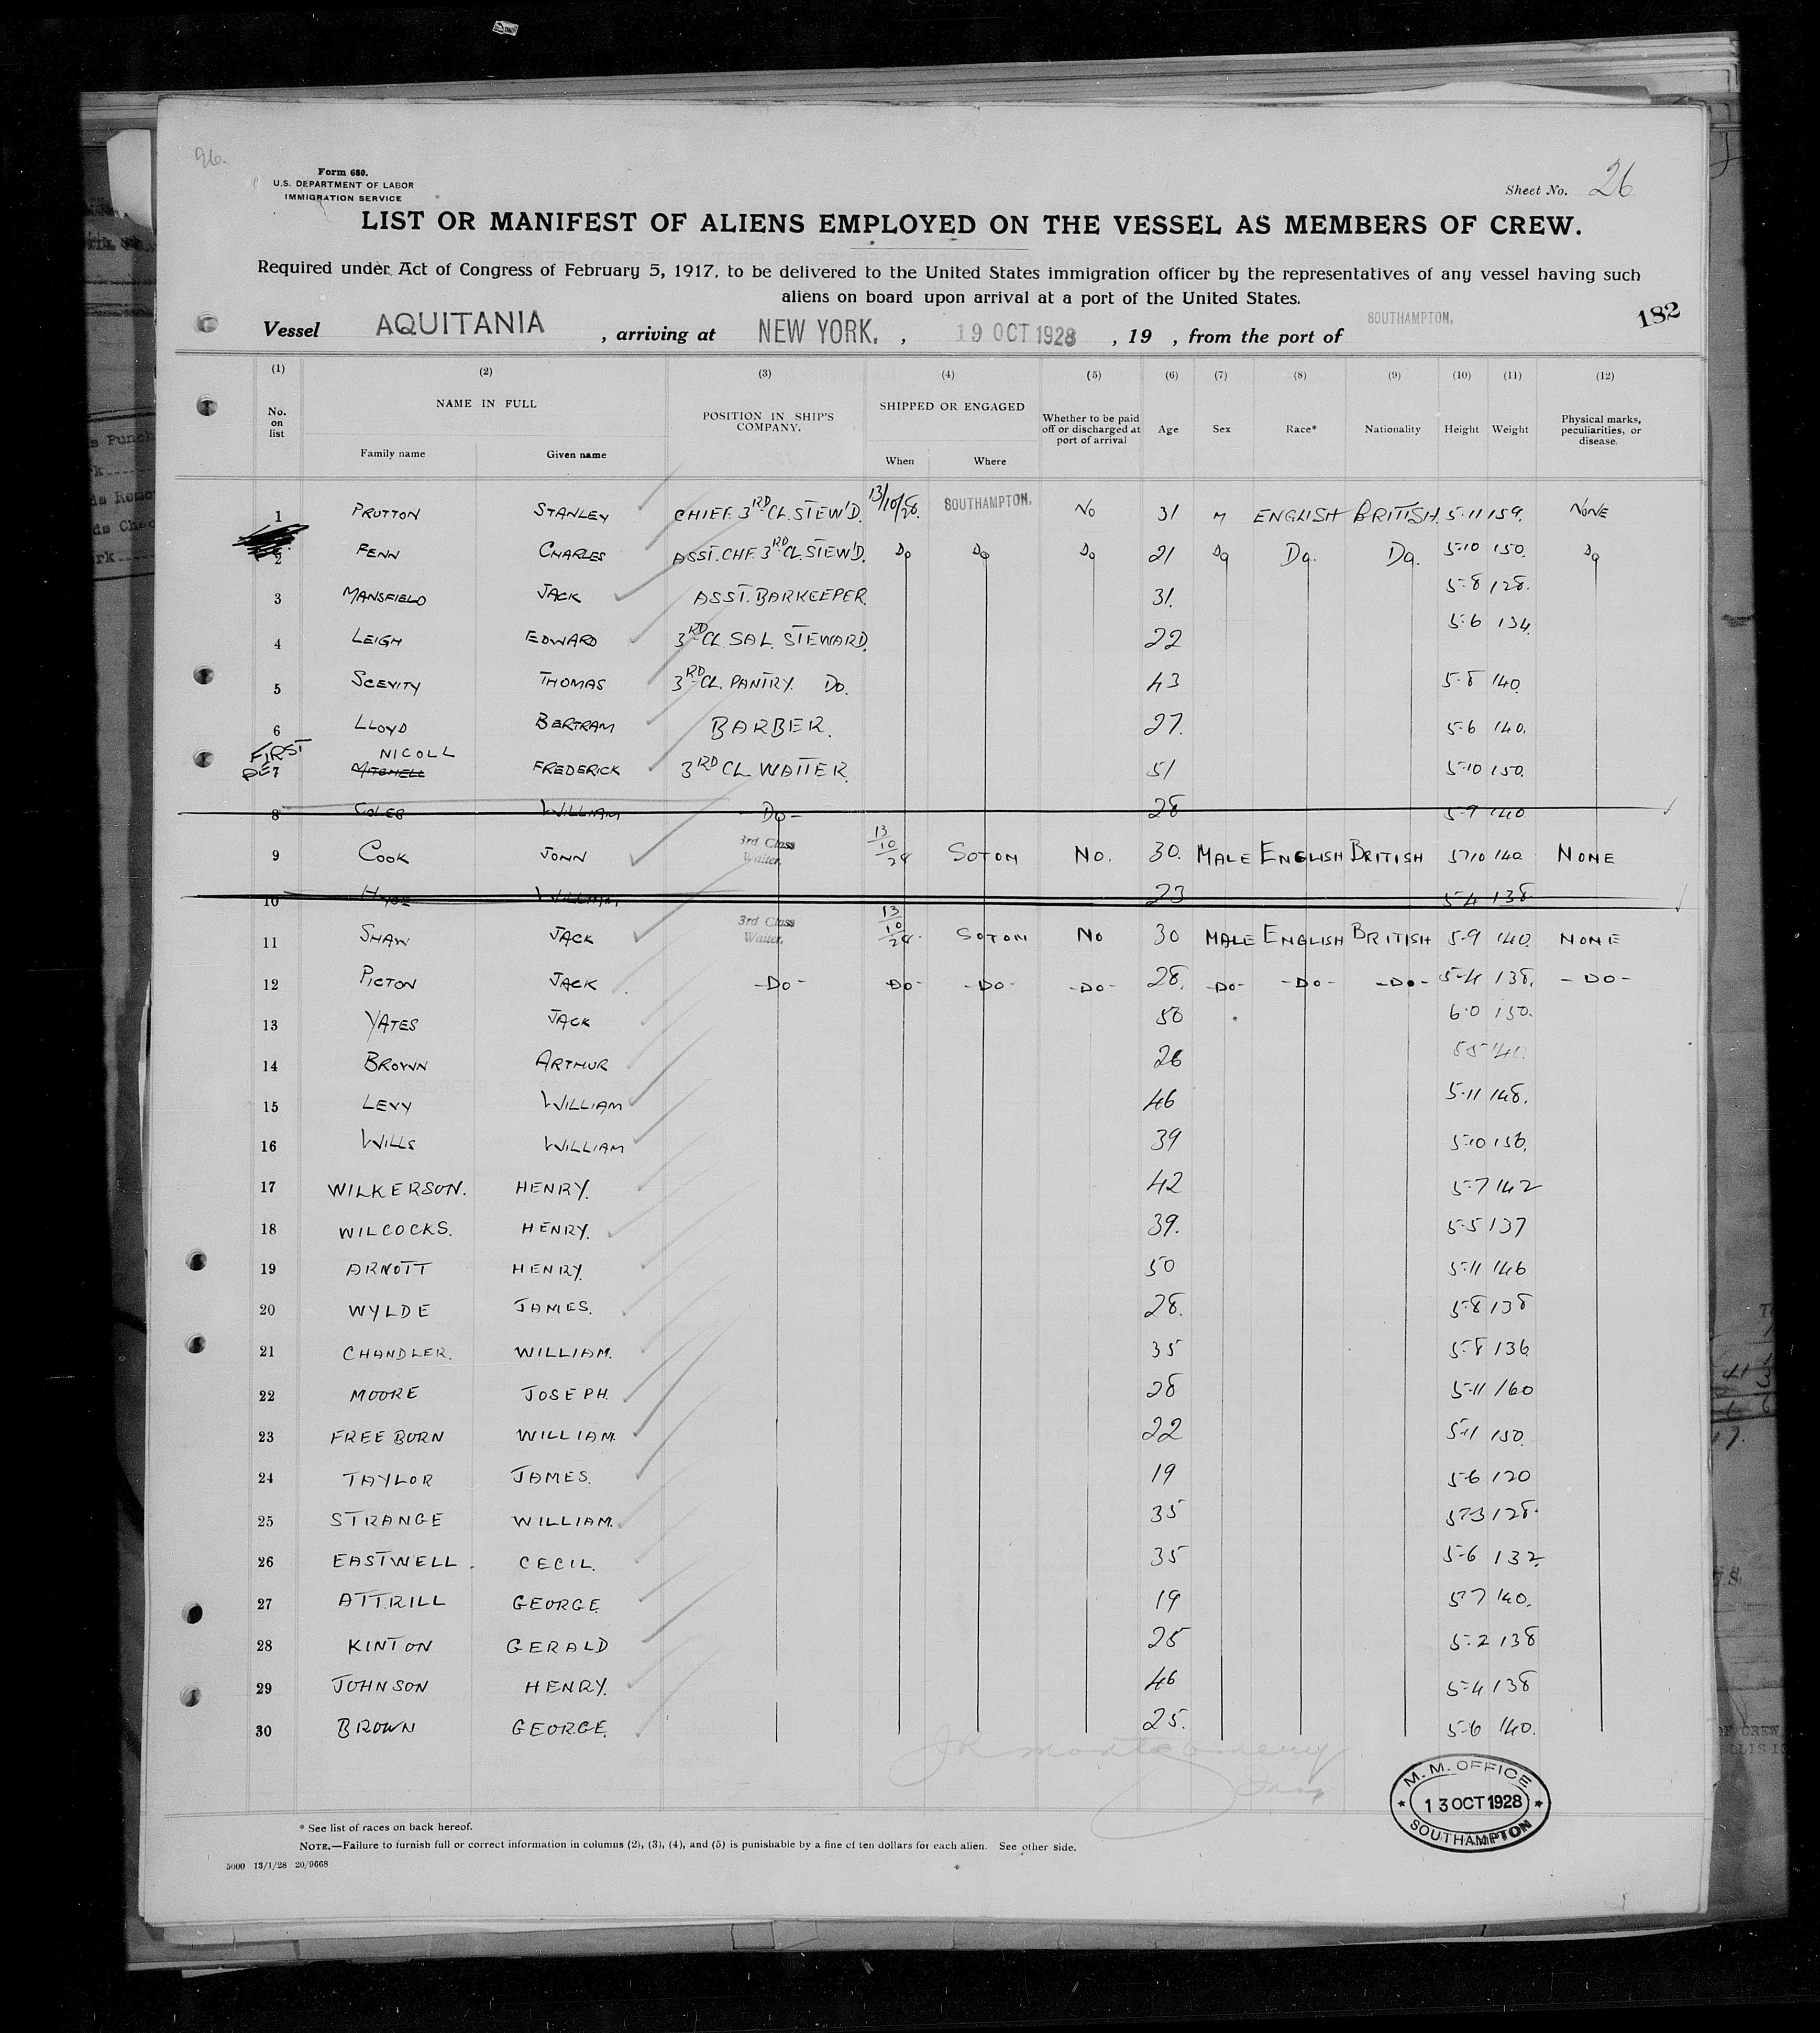 26.
Form 680.
U.S. DEPARTMENT OF LABOR
IMMIGRATION SERVICE
Sheet No. 26
LIST OR MANIFEST OF ALIENS EMPLOYED ON THE VESSEL AS MEMBERS OF CREW.
Required under Act of Congress of February 5, 1917, to be delivered to the United States immigration officer by the representatives of any vessel having such
aliens on board upon arrival at a port of the United States.
182
Vessel AQUITANIA , arriving at NEW YORK. , 19 OCT 1928 , 19 , from the port of SOUTHAMPTON.
(1) (2) (3) (4) (5) (6) (7) (8) (9) (10) (11) (12)
No. on list NAME IN FULL Family name Given name POSITION IN SHIP'S COMPANY. SHIPPED OR ENGAGED When Where Whether to be paid off or discharged at port of arrival Age Sex Race* Nationality Height Weight Physical marks, peculiarities, or disease.
1 PRUTTON STANLEY CHIEF 3RD CL. STEW'D. 13/10/28. SOUTHAMPTON. No 31 M ENGLISH BRITISH 5-11 159. NONE
2 FENN CHARLES ASST. CHF. 3RD CL. STEW'D. Do Do Do 21 Do Do. Do. 5-10 150. Do
3 MANSFIELD JACK ASST. BARKEEPER. 31. 5-8 128.
4 LEIGH EDWARD 3RD CL SAL. STEWARD. 22 5-6 134.
5 SCEVITY THOMAS 3RD CL. PANTRY. Do. 43 5-8 140.
6 LLOYD BERTRAM BARBER. 27. 5-6 140.
FIRST NICOLL
7 MITCHELL FREDERICK 3RD CL WAITER. 51 5-10 150.
8 WILLIAM - Do - 28 5-9 140
9 COOK JOHN 3rd Class Waiter. 13/10/28 SOTON No. 30. MALE ENGLISH BRITISH 5-10 140. NONE
10 HYDE WILLIAM. 23 5-4 138
11 SHAW JACK 3rd Class Waiter. 13/10/28. SOTON No 30 MALE ENGLISH BRITISH 5-9 140. NONE
12 PICTON JACK - Do - - Do - - Do - - Do - 28. - Do - - Do - - Do - 5-4 138. - Do -
13 YATES JACK 50 6-0 150.
14 BROWN ARTHUR 26 5-5 140.
15 LEVY WILLIAM 46 5-11 148.
16 WILLS WILLIAM 39 5-10 156.
17 WILKERSON. HENRY. 42 5-7 142
18 WILCOCKS. HENRY. 39. 5-5 137
19 ARNOTT HENRY. 50 5-11 146
20 WYLDE JAMES. 28. 5-8 138
21 CHANDLER. WILLIAM. 35 5-8 136
22 MOORE JOSEPH. 28 5-11 160
23 FREEBORN WILLIAM. 22 5-11 150.
24 TAYLOR JAMES. 19 5-6 120
25 STRANGE WILLIAM. 35 5-3 128.
26 EASTWELL. CECIL. 35 5-6 132
27 ATTRILL GEORGE. 19 5-7 140.
28 KINTON GERALD 25 5-2 138
29 JOHNSON HENRY. 46 5-4 138
30 BROWN GEORGE. 25. 5-6 140.
JR Montgomery
M. M. OFFICE
13 OCT 1928
SOUTHAMPTON
* See list of races on back hereof.
NOTE.—Failure to furnish full or correct information in columns (2), (3), (4), and (5) is punishable by a fine of ten dollars for each alien. See other side.
5000 13/1/28 20/9668